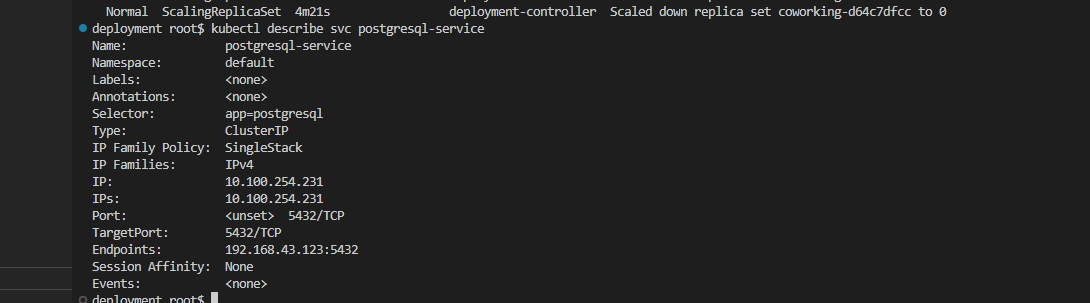 Normal  ScalingReplicaSet  4m21s                deployment-controller  Scaled down replica set coworking-d64c7dfcc to 0
deployment root$ kubectl describe svc postgresql-service
Name:              postgresql-service
Namespace:         default
Labels:            <none>
Annotations:       <none>
Selector:          app=postgresql
Type:              ClusterIP
IP Family Policy:  SingleStack
IP Families:       IPv4
IP:                10.100.254.231
IPs:               10.100.254.231
Port:              <unset>  5432/TCP
TargetPort:        5432/TCP
Endpoints:         192.168.43.123:5432
Session Affinity:  None
Events:            <none>
deployment root$